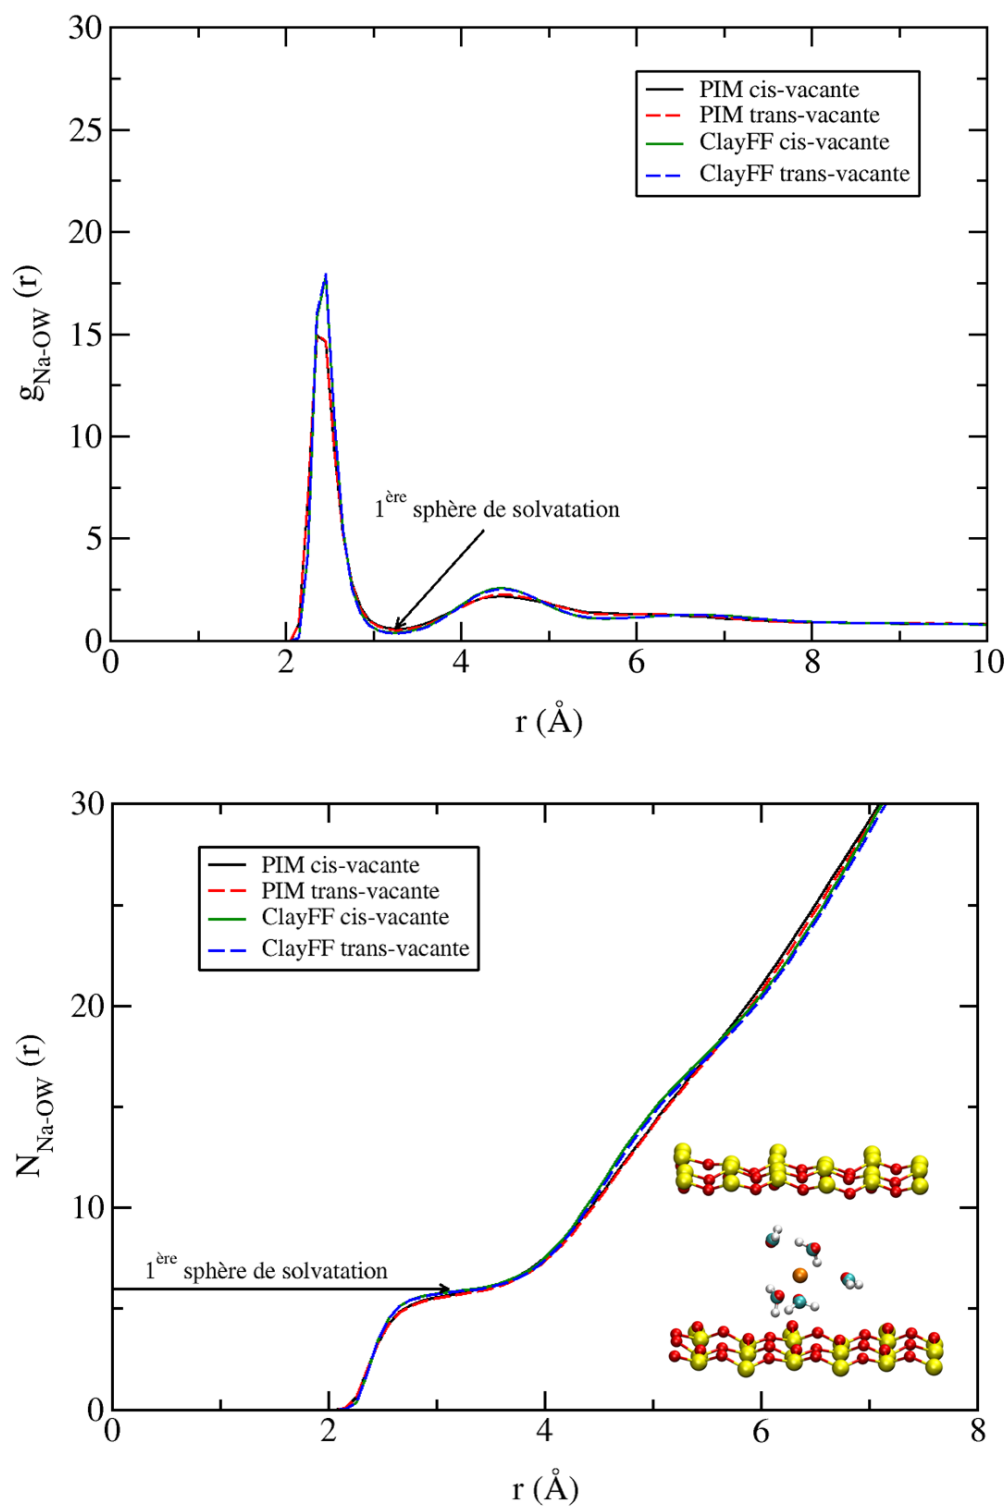 30
25
20
15
10
5
0
g_Na-OW (r)
PIM cis-vacante
PIM trans-vacante
ClayFF cis-vacante
ClayFF trans-vacante
1ère sphère de solvatation
0 2 4 6 8 10
r (Å)
30
20
10
0
N_Na-OW (r)
PIM cis-vacante
PIM trans-vacante
ClayFF cis-vacante
ClayFF trans-vacante
1ère sphère de solvatation
0 2 4 6 8
r (Å)